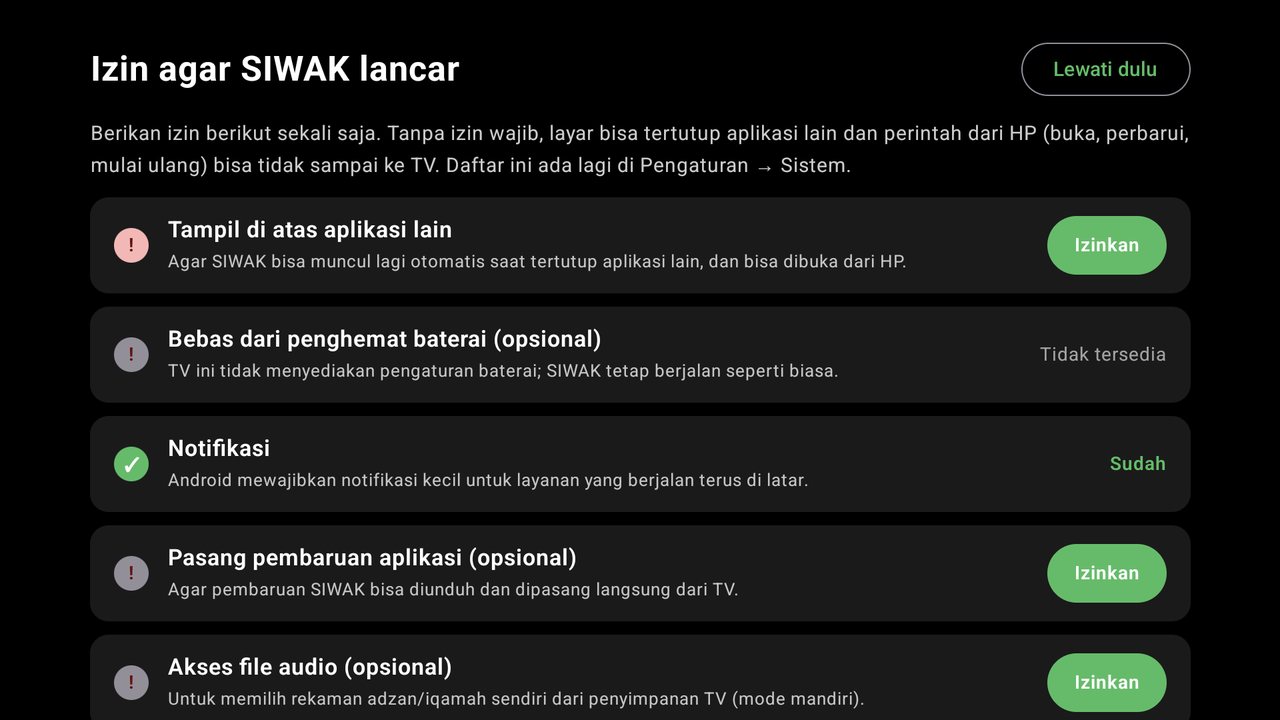 Izin agar SIWAK lancar
Lewati dulu
Berikan izin berikut sekali saja. Tanpa izin wajib, layar bisa tertutup aplikasi lain dan perintah dari HP (buka, perbarui,
mulai ulang) bisa tidak sampai ke TV. Daftar ini ada lagi di Pengaturan → Sistem.
!
Tampil di atas aplikasi lain
Agar SIWAK bisa muncul lagi otomatis saat tertutup aplikasi lain, dan bisa dibuka dari HP.
Izinkan
!
Bebas dari penghemat baterai (opsional)
TV ini tidak menyediakan pengaturan baterai; SIWAK tetap berjalan seperti biasa.
Tidak tersedia
✓
Notifikasi
Android mewajibkan notifikasi kecil untuk layanan yang berjalan terus di latar.
Sudah
!
Pasang pembaruan aplikasi (opsional)
Agar pembaruan SIWAK bisa diunduh dan dipasang langsung dari TV.
Izinkan
!
Akses file audio (opsional)
Untuk memilih rekaman adzan/iqamah sendiri dari penyimpanan TV (mode mandiri).
Izinkan